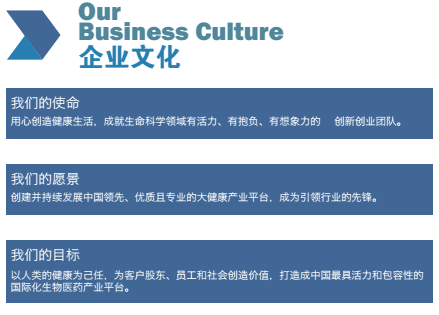 Our
Business Culture
企业文化
我们的使命
用心创造健康生活，成就生命科学领域有活力、有抱负、有想象力的 创新创业团队。
我们的愿景
创建并持续发展中国领先、优质且专业的大健康产业平台，成为引领行业的先锋。
我们的目标
以人类的健康为己任，为客户股东、员工和社会创造价值，打造成中国最具活力和包容性的
国际化生物医药产业平台。